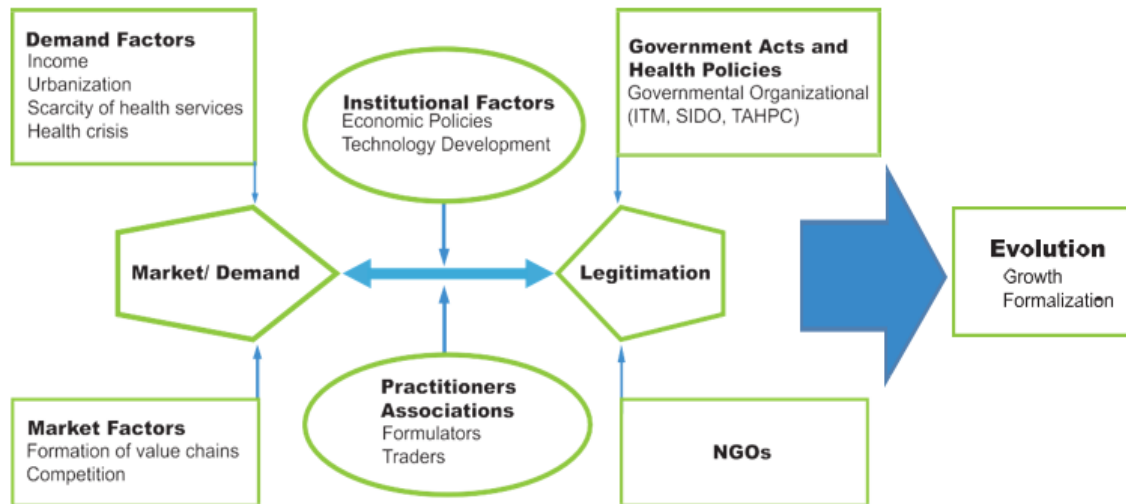 Demand Factors
Income
Urbanization
Scarcity of health services
Health crisis
Institutional Factors
Economic Policies
Technology Development
Government Acts and
Health Policies
Governmental Organizational
(ITM, SIDO, TAHPC)
Market/ Demand
Legitimation
Evolution
Growth
Formalization
Market Factors
Formation of value chains
Competition
Practitioners
Associations
Formulators
Traders
NGOs